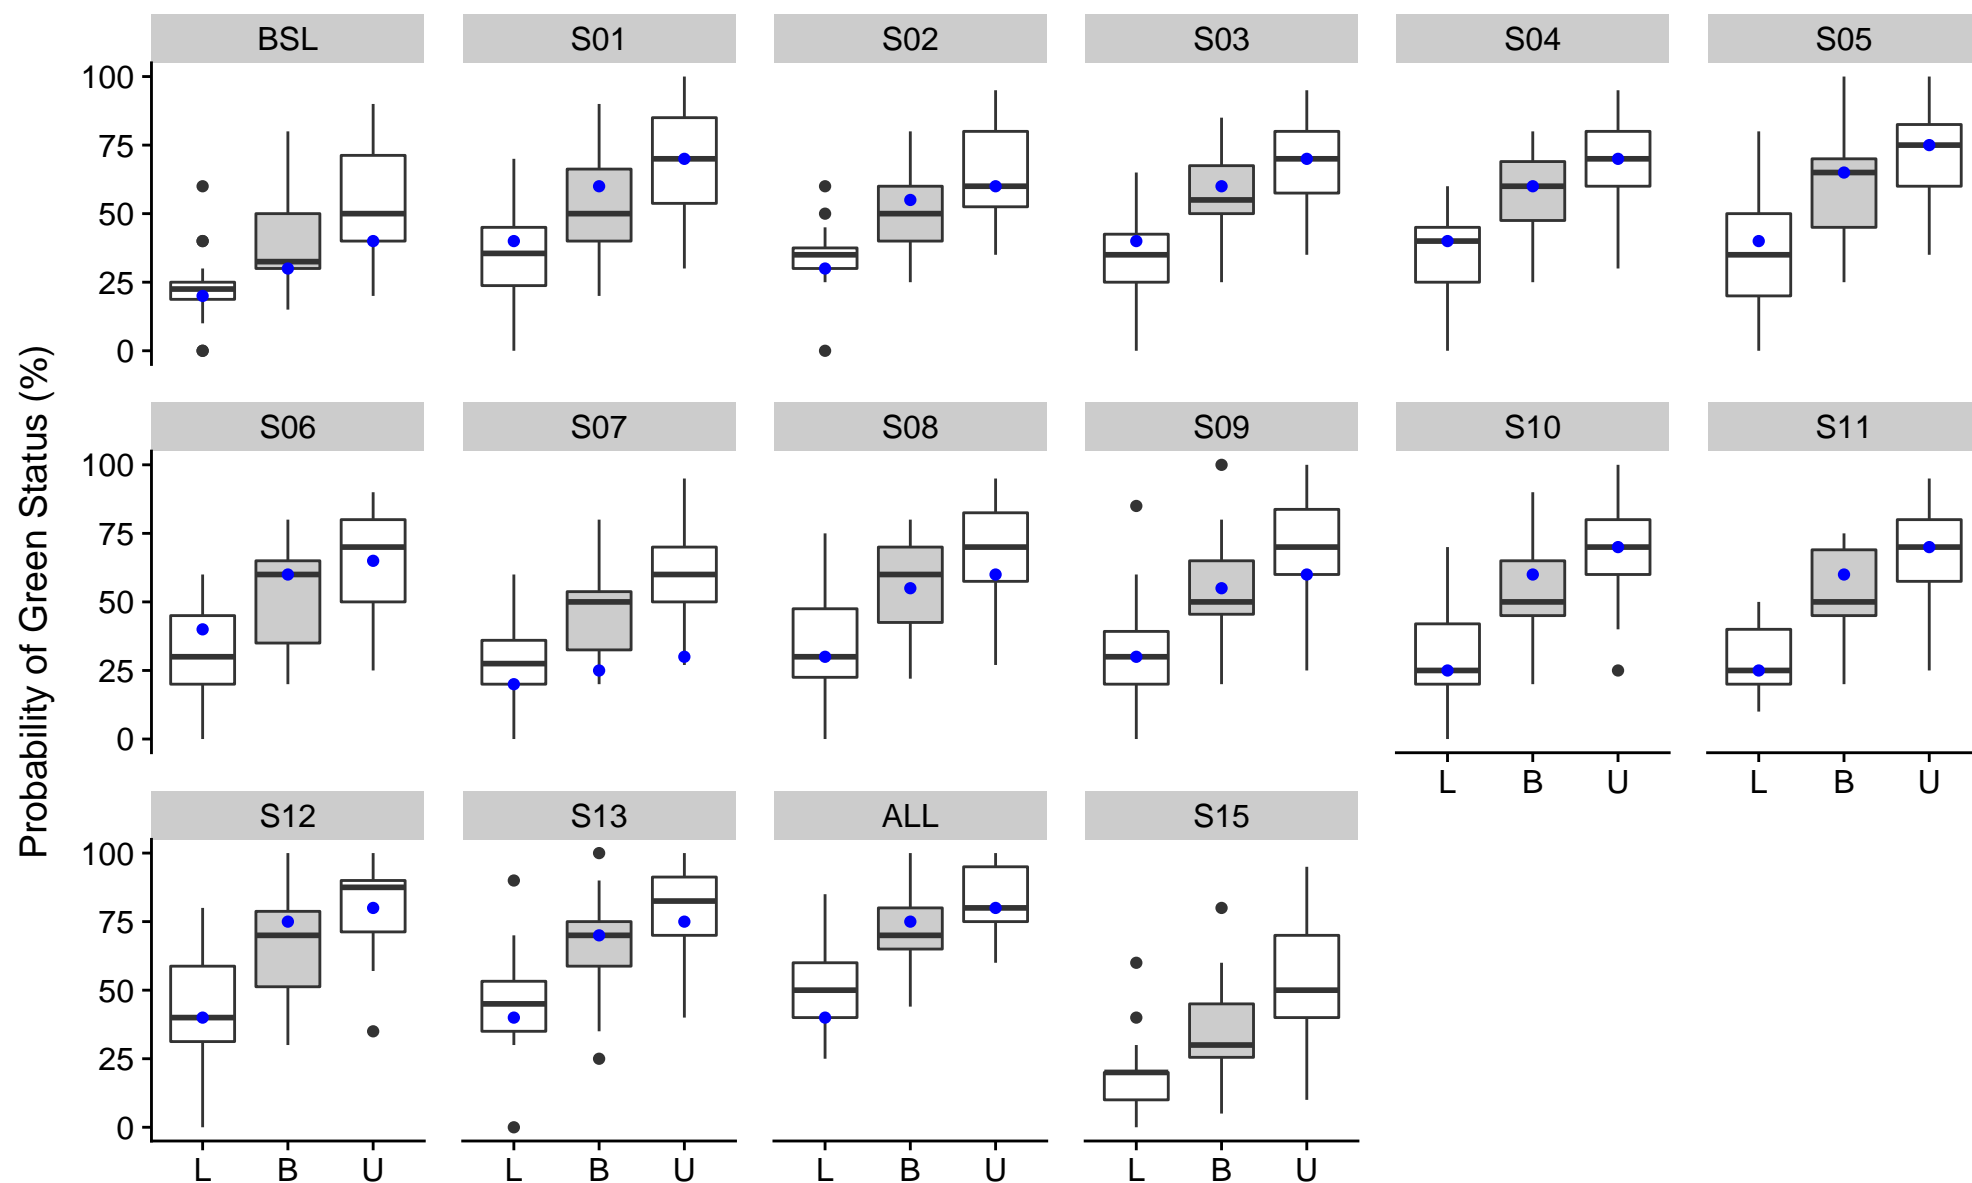 Probability of Green Status (%)
BSL S01 S02 S03 S04 S05
100
75
50
25
0
S06 S07 S08 S09 S10 S11
100
75
50
25
0
L B U L B U
S12 S13 ALL S15
100
75
50
25
0
L B U L B U L B U L B U